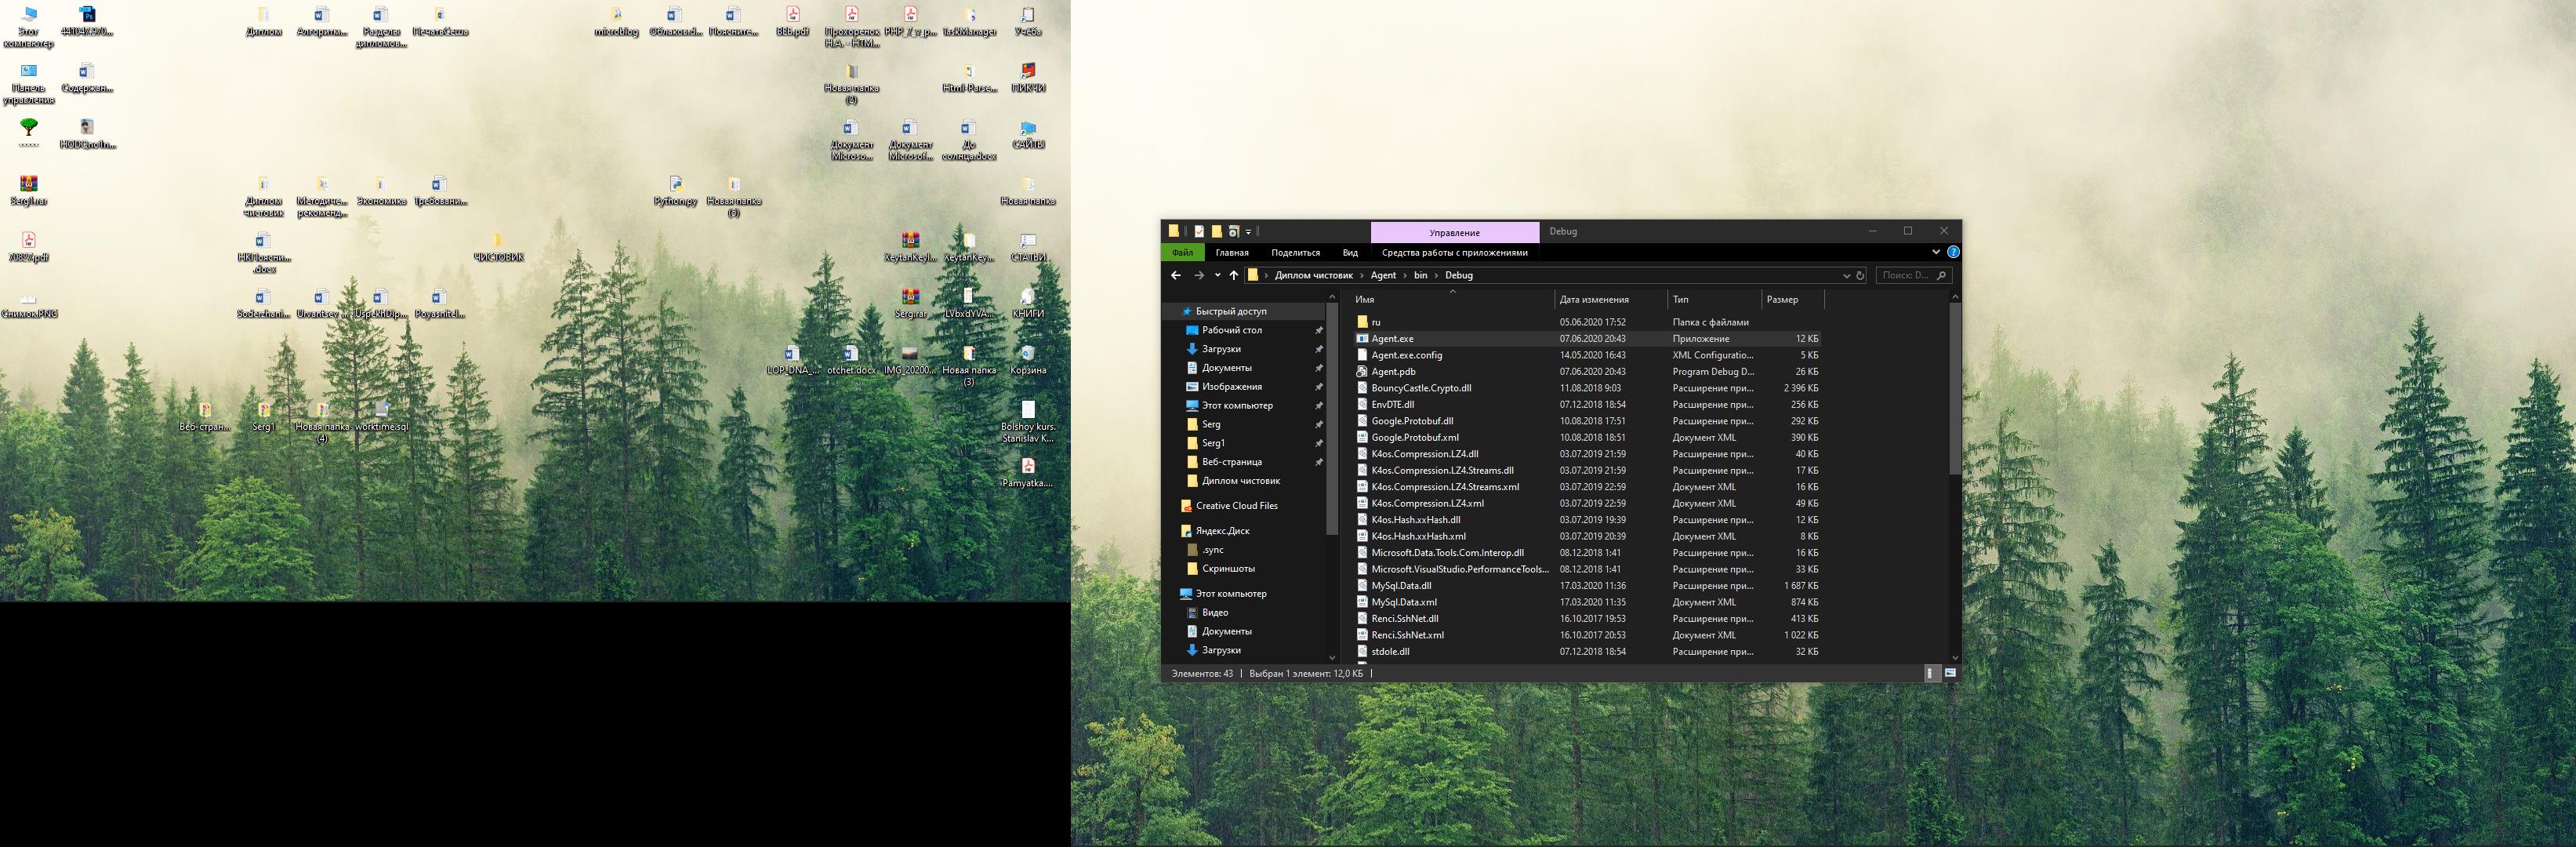 Этот
компьютер
Диплом
Алгоритм...
Разделы
дипломов...
ПечатьСеша
microblog
Облаков.d...
Поясните...
ВЕБ.pdf
Прохоренок
Н.А. - HTM...
PHP_7_v_p...
TaskManager
Учёба
Панель
управления
Содержан...
Новая папка
(2)
Html-Parse...
ПИКЧИ
Документ
Microso...
Документ
Microsof...
До
солнца.docx
САЙТЫ
Serg1.rar
Диплом
чистовик
Методиче...
рекоменд...
Экономика
Требовани...
Python.py
Новая папка
Новая папка
НКПоясни...
.docx
ЧИСТОВИК
СТАТЬИ
Снимок.PNG
Soderzhani...
Urvantsev ...
UspekhDip...
Poyasnitel...
Serg.rar
КНИГИ
LOP_DNA_...
otchet.docx
IMG_20200...
Новая папка
(3)
Корзина
Веб-стран...
Serg1
Новая папка
(4)
worktime.sql
Bolshoy kurs.
Stanislav K...
Pamyatka....
Управление
Debug
Файл
Главная
Поделиться
Вид
Средства работы с приложениями
Диплом чистовик › Agent › bin › Debug
Поиск: D...
Быстрый доступ
Рабочий стол
Загрузки
Документы
Изображения
Этот компьютер
Serg
Serg1
Веб-страница
Диплом чистовик
Creative Cloud Files
Яндекс.Диск
.sync
Скриншоты
Этот компьютер
Видео
Документы
Загрузки
Имя Дата изменения Тип Размер
ru 05.06.2020 17:52 Папка с файлами
Agent.exe 07.06.2020 20:43 Приложение 12 КБ
Agent.exe.config 14.05.2020 16:43 XML Configuratio... 5 КБ
Agent.pdb 07.06.2020 20:43 Program Debug D... 26 КБ
BouncyCastle.Crypto.dll 11.08.2018 9:03 Расширение при... 2 396 КБ
EnvDTE.dll 07.12.2018 18:54 Расширение при... 256 КБ
Google.Protobuf.dll 10.08.2018 17:51 Расширение при... 292 КБ
Google.Protobuf.xml 10.08.2018 18:51 Документ XML 390 КБ
K4os.Compression.LZ4.dll 03.07.2019 21:59 Расширение при... 40 КБ
K4os.Compression.LZ4.Streams.dll 03.07.2019 21:59 Расширение при... 17 КБ
K4os.Compression.LZ4.Streams.xml 03.07.2019 22:59 Документ XML 16 КБ
K4os.Compression.LZ4.xml 03.07.2019 22:59 Документ XML 49 КБ
K4os.Hash.xxHash.dll 03.07.2019 19:39 Расширение при... 12 КБ
K4os.Hash.xxHash.xml 03.07.2019 20:39 Документ XML 8 КБ
Microsoft.Data.Tools.Com.Interop.dll 08.12.2018 1:41 Расширение при... 16 КБ
Microsoft.VisualStudio.PerformanceTools... 08.12.2018 1:41 Расширение при... 33 КБ
MySql.Data.dll 17.03.2020 11:36 Расширение при... 1 687 КБ
MySql.Data.xml 17.03.2020 11:35 Документ XML 874 КБ
Renci.SshNet.dll 16.10.2017 19:53 Расширение при... 413 КБ
Renci.SshNet.xml 16.10.2017 20:53 Документ XML 1 022 КБ
stdole.dll 07.12.2018 18:54 Расширение при... 32 КБ
Элементов: 43 Выбран 1 элемент: 12,0 КБ